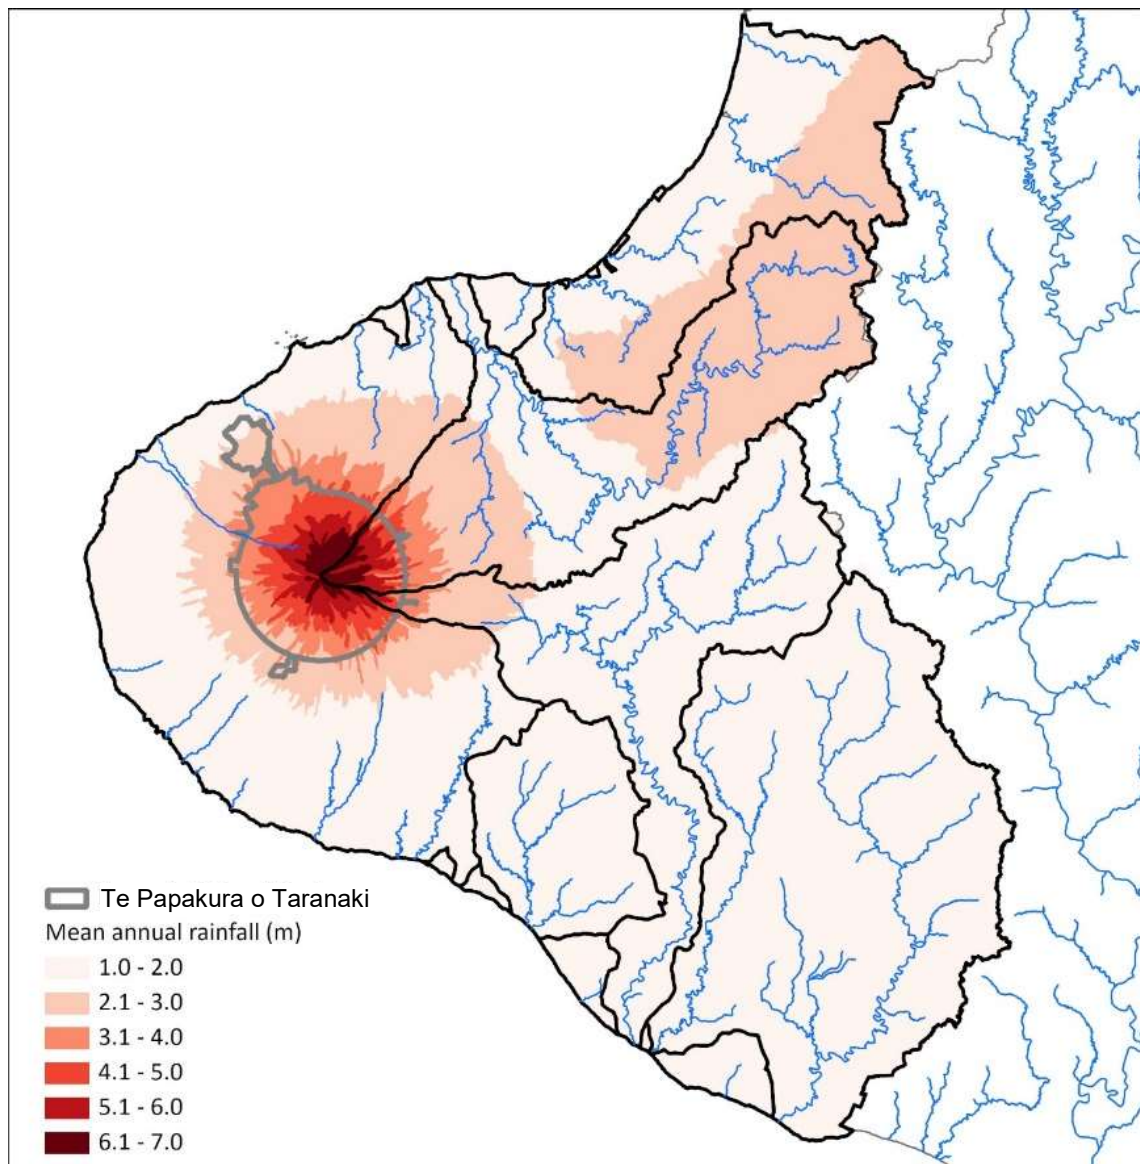 Te Papakura o Taranaki
Mean annual rainfall (m)
1.0 - 2.0
2.1 - 3.0
3.1 - 4.0
4.1 - 5.0
5.1 - 6.0
6.1 - 7.0